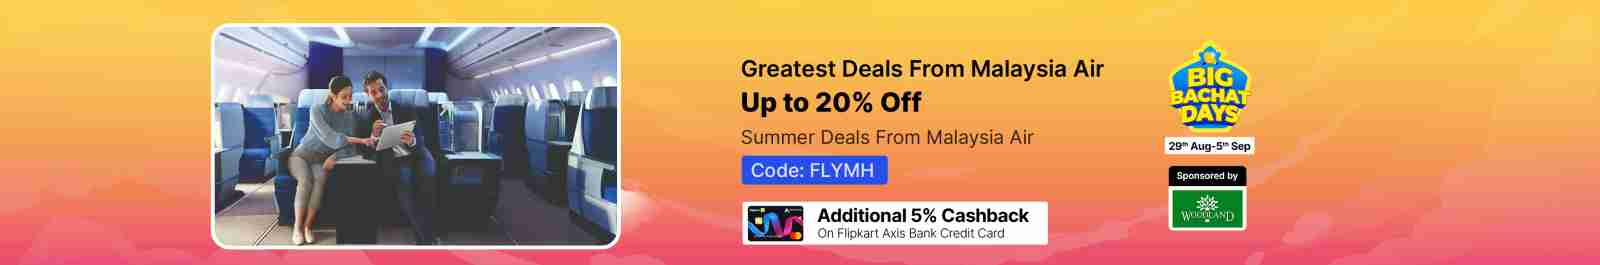 Greatest Deals From Malaysia Air
Up to 20% Off
Summer Deals From Malaysia Air
Code: FLYMH
Additional 5% Cashback
On Flipkart Axis Bank Credit Card
BIG
BACHAT
DAYS
29th Aug-5th Sep
Sponsored by
WOODLAND